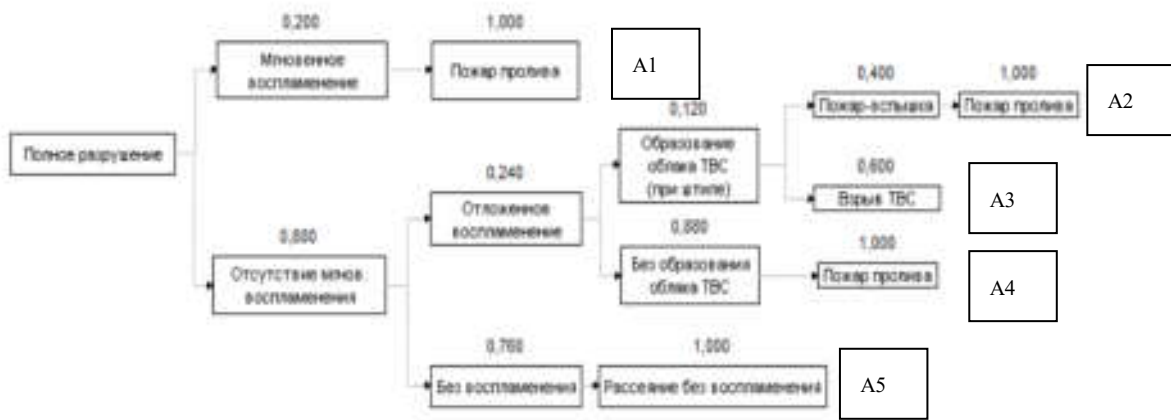 0,200
Мгновенное
воспламенение
1,000
Пожар пролива
A1
0,400
Пожар-вспышка
1,000
Пожар пролива
A2
Полное разрушение
0,120
Образование
облака ТВС
(при штиле)
0,600
Взрыв ТВС
A3
0,240
Отложенное
воспламенение
Отсутствие мгнов.
воспламенения
0,880
Без образования
облака ТВС
1,000
Пожар пролива
A4
0,760
Без воспламенения
1,000
Рассеяние без воспламенения
A5